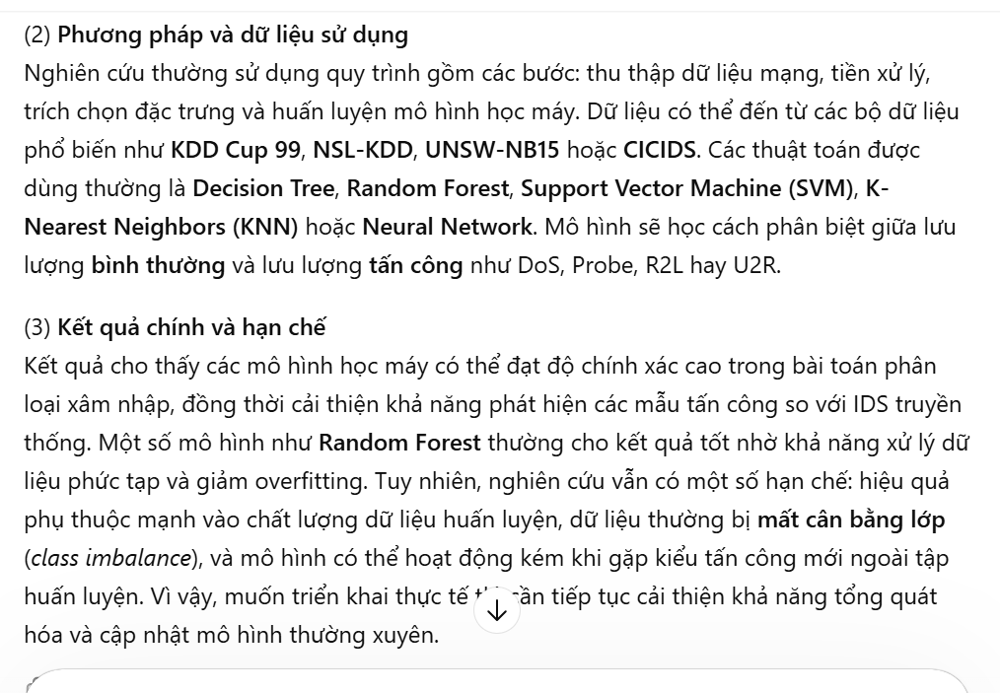 (2) Phương pháp và dữ liệu sử dụng
Nghiên cứu thường sử dụng quy trình gồm các bước: thu thập dữ liệu mạng, tiền xử lý,
trích chọn đặc trưng và huấn luyện mô hình học máy. Dữ liệu có thể đến từ các bộ dữ liệu
phổ biến như KDD Cup 99, NSL-KDD, UNSW-NB15 hoặc CICIDS. Các thuật toán được
dùng thường là Decision Tree, Random Forest, Support Vector Machine (SVM), K-
Nearest Neighbors (KNN) hoặc Neural Network. Mô hình sẽ học cách phân biệt giữa lưu
lượng bình thường và lưu lượng tấn công như DoS, Probe, R2L hay U2R.
(3) Kết quả chính và hạn chế
Kết quả cho thấy các mô hình học máy có thể đạt độ chính xác cao trong bài toán phân
loại xâm nhập, đồng thời cải thiện khả năng phát hiện các mẫu tấn công so với IDS truyền
thống. Một số mô hình như Random Forest thường cho kết quả tốt nhờ khả năng xử lý dữ
liệu phức tạp và giảm overfitting. Tuy nhiên, nghiên cứu vẫn có một số hạn chế: hiệu quả
phụ thuộc mạnh vào chất lượng dữ liệu huấn luyện, dữ liệu thường bị mất cân bằng lớp
(class imbalance), và mô hình có thể hoạt động kém khi gặp kiểu tấn công mới ngoài tập
huấn luyện. Vì vậy, muốn triển khai thực tế tiếp tục cải thiện khả năng tổng quát
hóa và cập nhật mô hình thường xuyên.